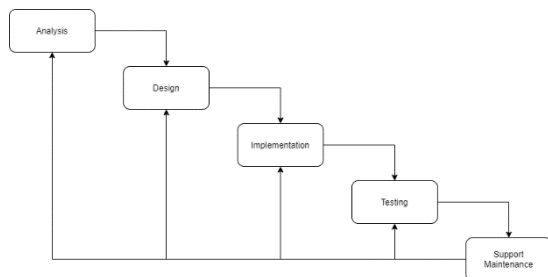 Analysis
Design
Implementation
Testing
Support
Maintenance